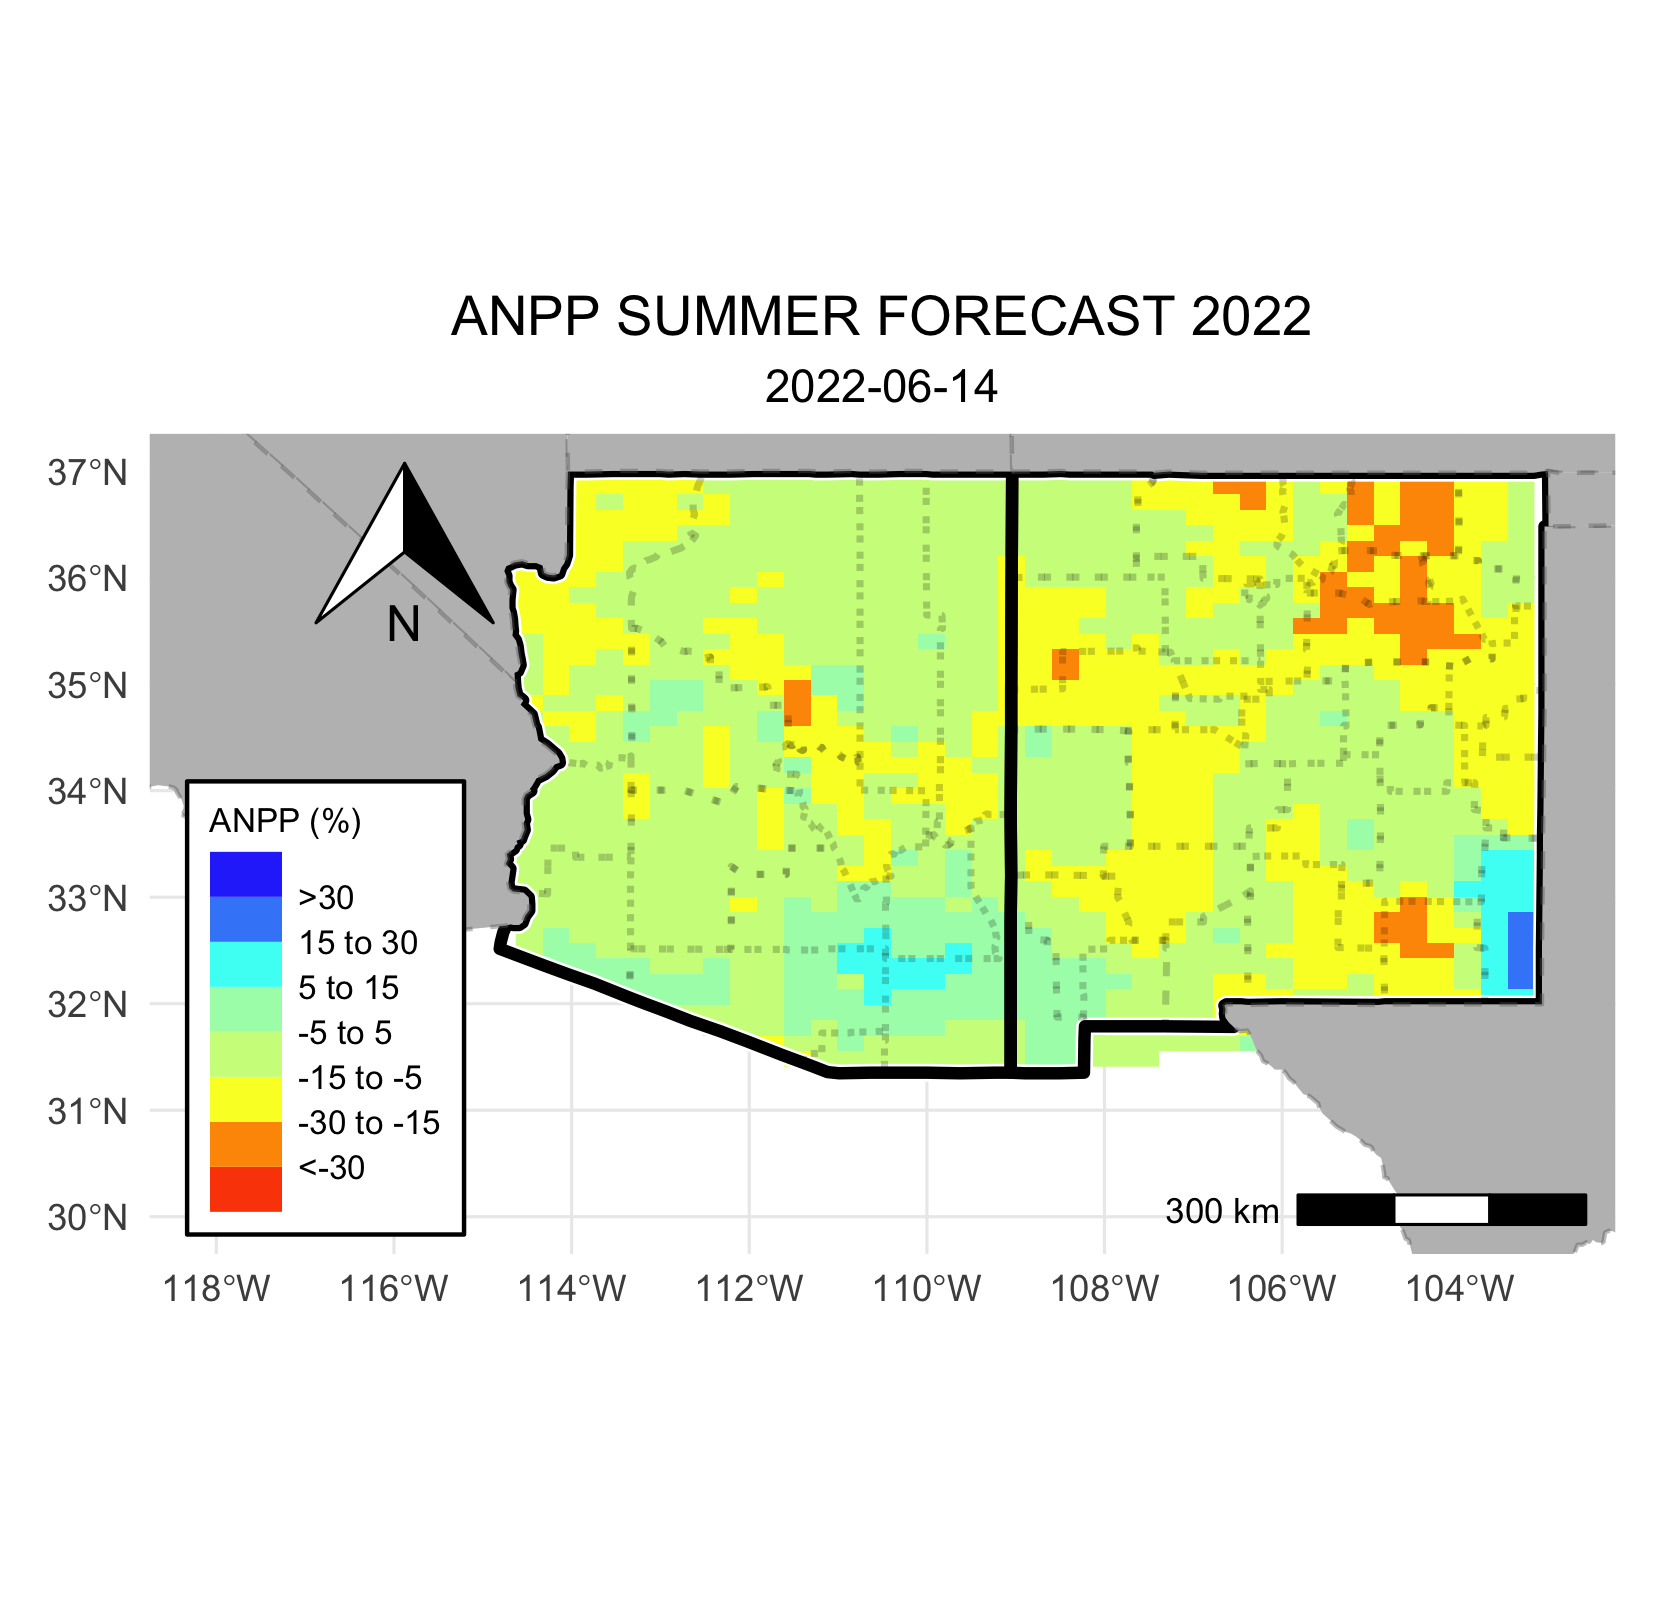 ANPP SUMMER FORECAST 2022
2022-06-14
37°N
36°N
35°N
34°N
33°N
32°N
31°N
30°N
N
ANPP (%)
>30
15 to 30
5 to 15
-5 to 5
-15 to -5
-30 to -15
<-30
300 km
118°W
116°W
114°W
112°W
110°W
108°W
106°W
104°W